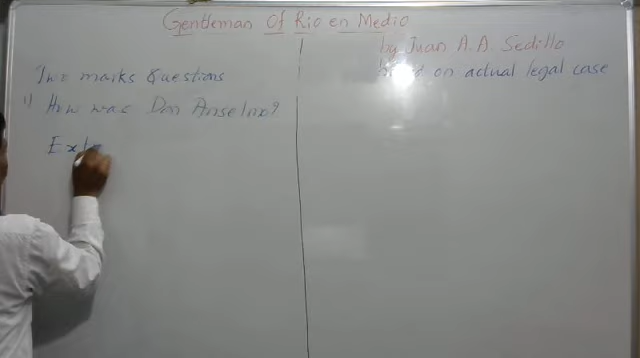 Gentleman Of Rio en Medio
by Juan A.A. Sedillo
based on actual legal case
Two marks Questions
1) How was Don Anselmo?
Ex